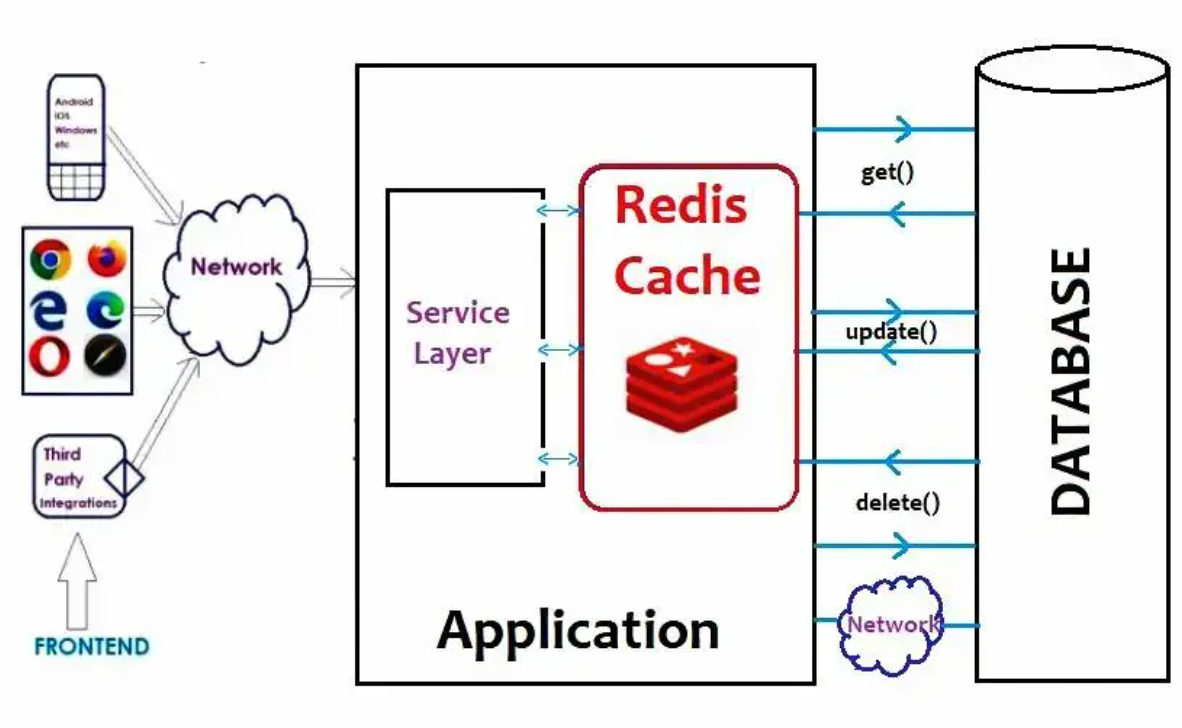 Android
iOS
Windows
etc
Network
Third
Party
Integrations
FRONTEND
Service
Layer
Redis
Cache
Application
get()
update()
delete()
Network
DATABASE